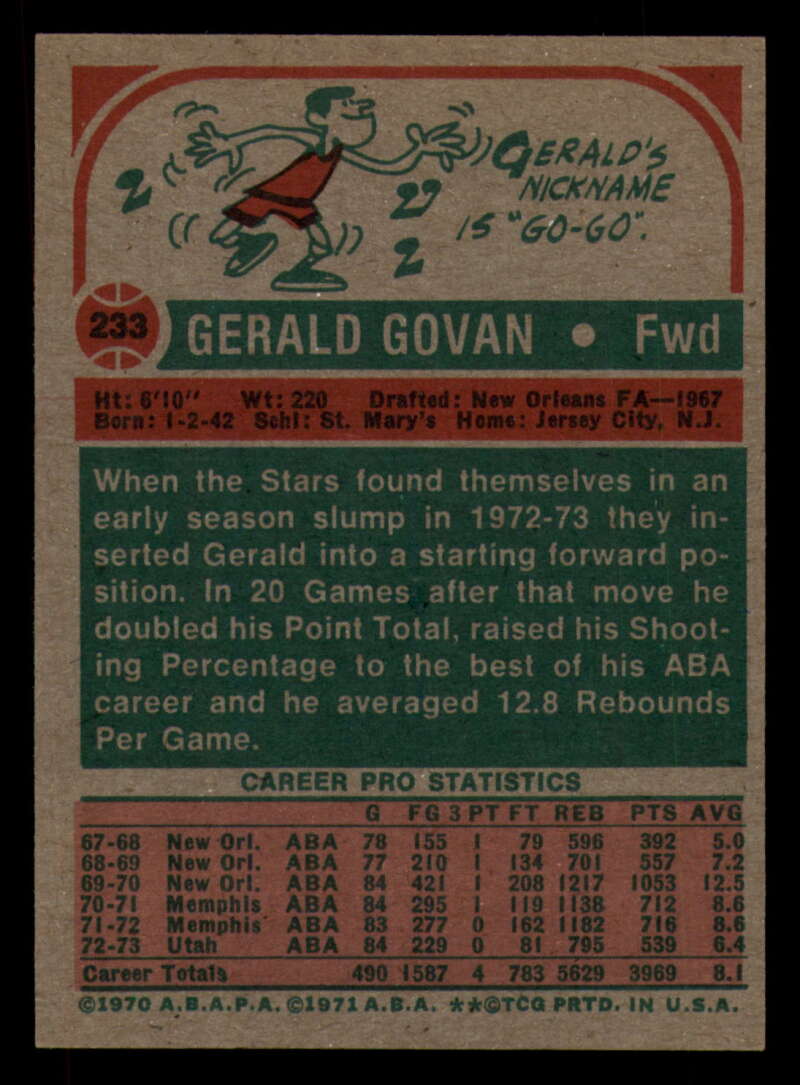 GERALD'S
NICKNAME
IS "GO-GO".
233 GERALD GOVAN • Fwd
Ht: 6'10" Wt: 220 Drafted: New Orleans FA—1967
Born: 1-2-42 Schl: St. Mary's Home: Jersey City, N.J.
When the Stars found themselves in an
early season slump in 1972-73 they in-
serted Gerald into a starting forward po-
sition. In 20 Games after that move he
doubled his Point Total, raised his Shoot-
ing Percentage to the best of his ABA
career and he averaged 12.8 Rebounds
Per Game.
CAREER PRO STATISTICS
G FG 3 PT FT REB PTS AVG
67-68 New Orl. ABA 78 155 1 79 596 392 5.0
68-69 New Orl. ABA 77 210 1 134 701 557 7.2
69-70 New Orl. ABA 84 421 1 208 1217 1053 12.5
70-71 Memphis ABA 84 295 1 119 1138 712 8.6
71-72 Memphis ABA 83 277 0 162 1182 716 8.6
72-73 Utah ABA 84 229 0 81 795 539 6.4
Career Totals 490 1587 4 783 5629 3969 8.1
©1970 A.B.A.P.A. ©1971 A.B.A. **©TCG PRTD. IN U.S.A.